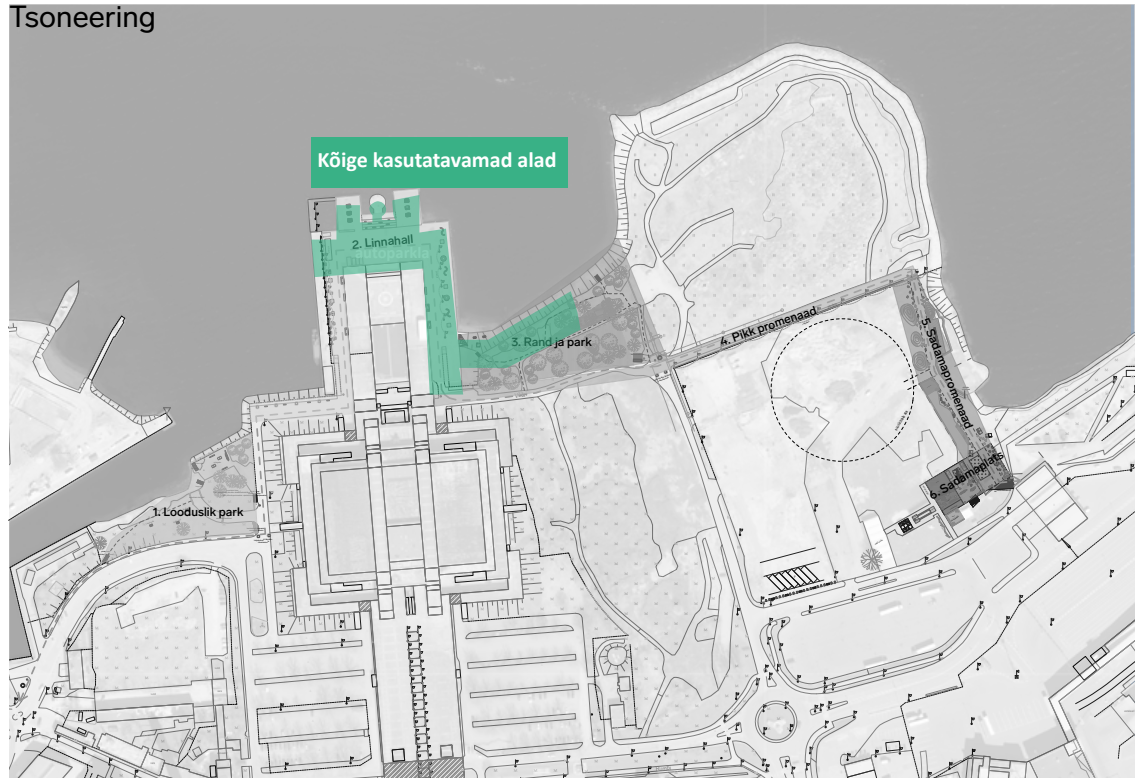 Tsoneering
Kõige kasutatavamad alad
2. Linnahall
autoparkla
3. Rand ja park
4. Pikk promenaad
5. Sadamapromenaad
6. Sadamaplats
1. Looduslik park